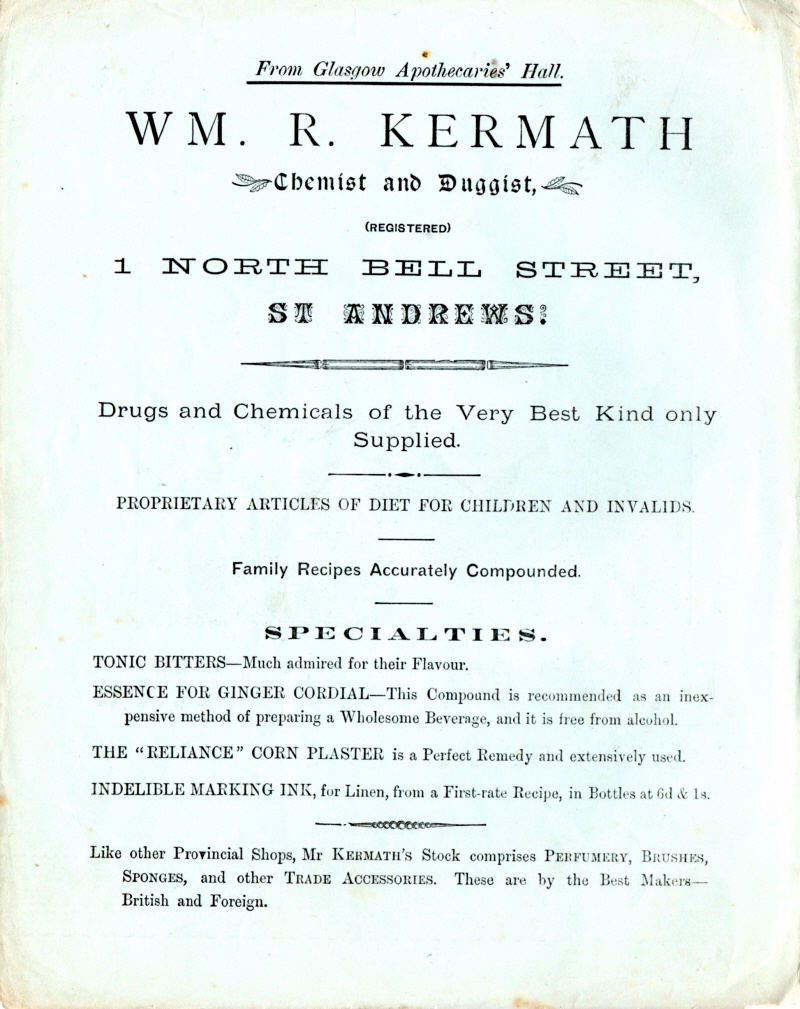 From Glasgow Apothecaries' Hall.
WM. R. KERMATH
Chemist and Duggist,
(REGISTERED)
1 NORTH BELL STREET,
ST ANDREWS.
Drugs and Chemicals of the Very Best Kind only
Supplied.
PROPRIETARY ARTICLES OF DIET FOR CHILDREN AND INVALIDS.
Family Recipes Accurately Compounded.
SPECIALTIES.
TONIC BITTERS—Much admired for their Flavour.
ESSENCE FOR GINGER CORDIAL—This Compound is recommended as an inex-
pensive method of preparing a Wholesome Beverage, and it is free from alcohol.
THE "RELIANCE" CORN PLASTER is a Perfect Remedy and extensively used.
INDELIBLE MARKING INK, for Linen, from a First-rate Recipe, in Bottles at 6d & 1s.
Like other Provincial Shops, Mr KERMATH'S Stock comprises PERFUMERY, BRUSHES,
SPONGES, and other TRADE ACCESSORIES. These are by the Best Makers—
British and Foreign.